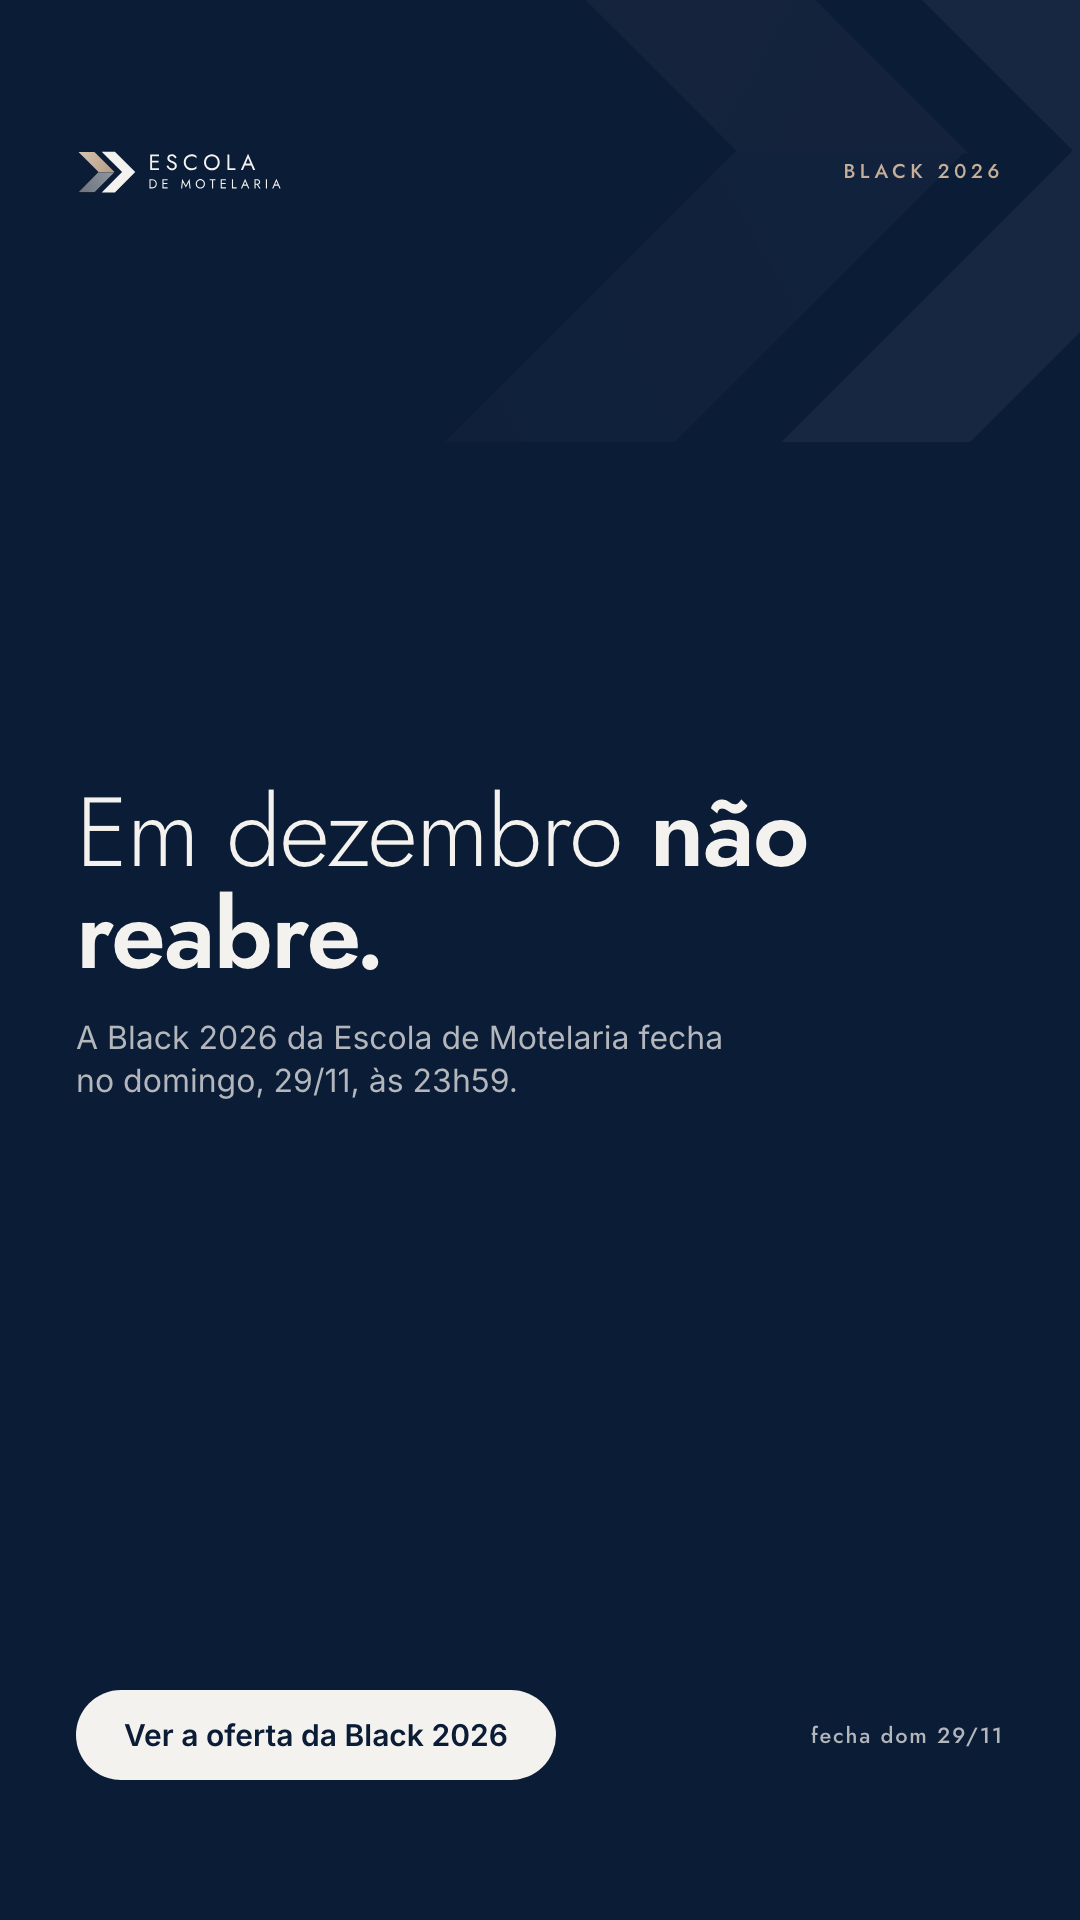 ESCOLA
DE MOTELARIA
BLACK 2026
Em dezembro não
reabre.
A Black 2026 da Escola de Motelaria fecha
no domingo, 29/11, às 23h59.
Ver a oferta da Black 2026
fecha dom 29/11